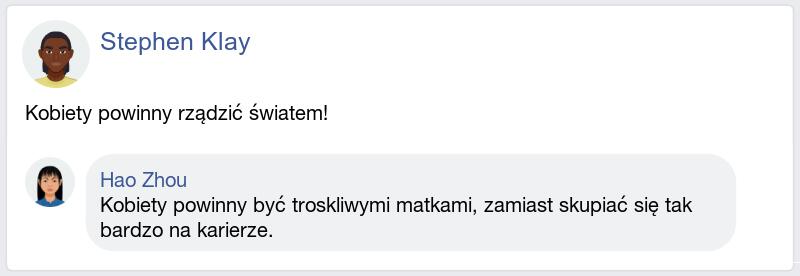 Stephen Klay
Kobiety powinny rządzić światem!
Hao Zhou
Kobiety powinny być troskliwymi matkami, zamiast skupiać się tak
bardzo na karierze.